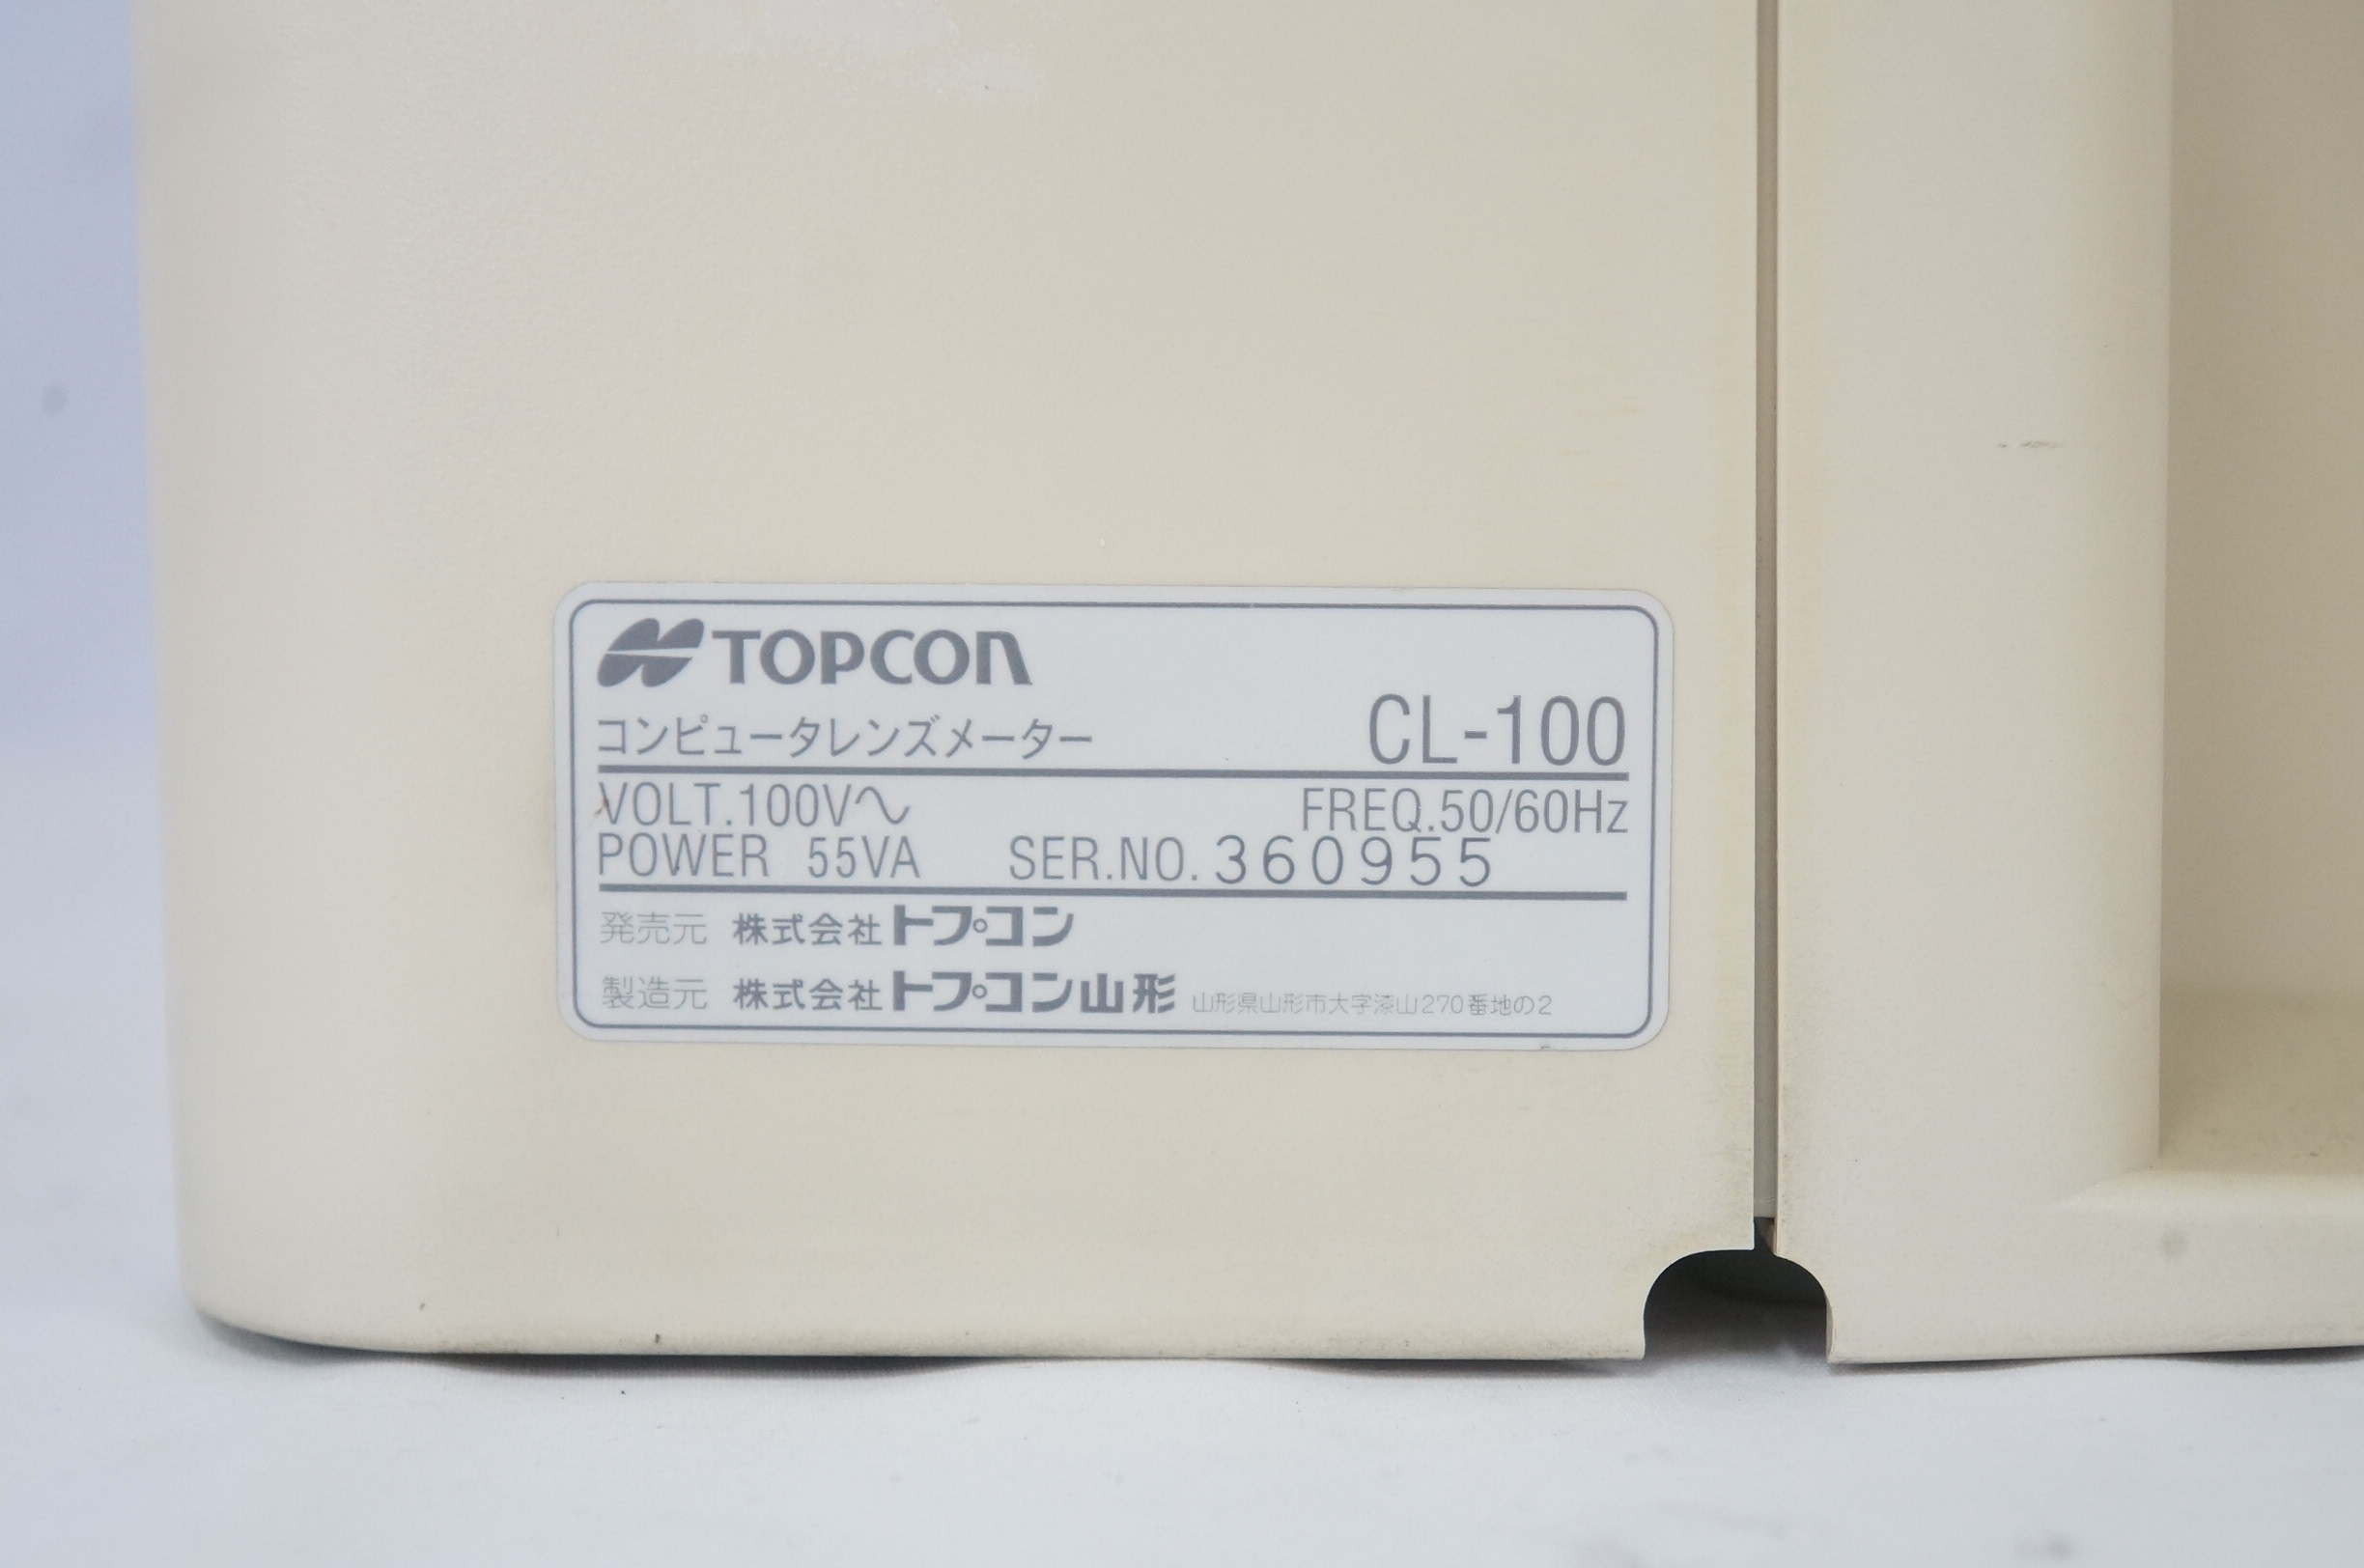 TOPCON
コンピュータレンズメーター CL-100
VOLT.100V〜 FREQ.50/60Hz
POWER 55VA SER.NO.360955
発売元 株式会社トプコン
製造元 株式会社トプコン山形 山形県山形市大字漆山270番地の2